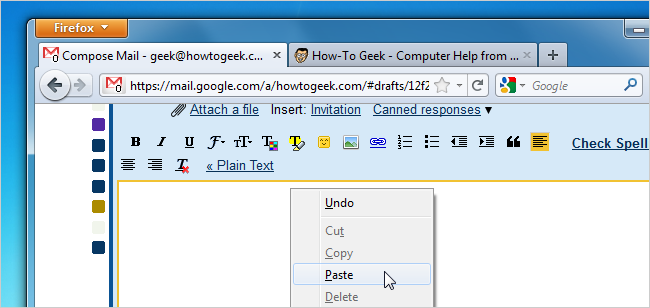 Firefox
Compose Mail - geek@howtogeek.c...
How-To Geek - Computer Help from ...
https://mail.google.com/a/howtogeek.com/#drafts/12f2
Google
Attach a file Insert: Invitation Canned responses
B I U
Check Spell
« Plain Text
Undo
Cut
Copy
Paste
Delete